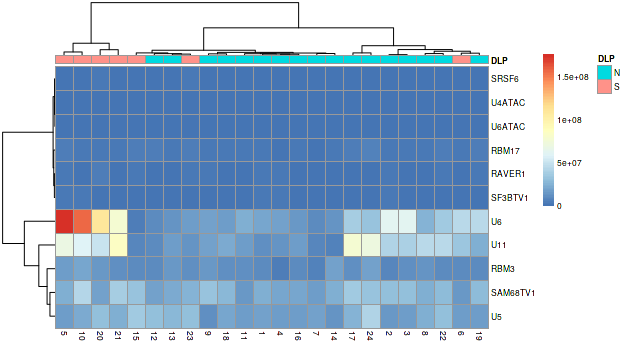 DLP
DLP
N
S
SRSF6
U4ATAC
U6ATAC
RBM17
RAVER1
SF3BTV1
U6
U11
RBM3
SAM68TV1
U5
1.5e+08
1e+08
5e+07
0
5 10 20 21 15 12 13 23 9 18 11 1 4 16 7 14 17 24 2 3 8 22 6 19